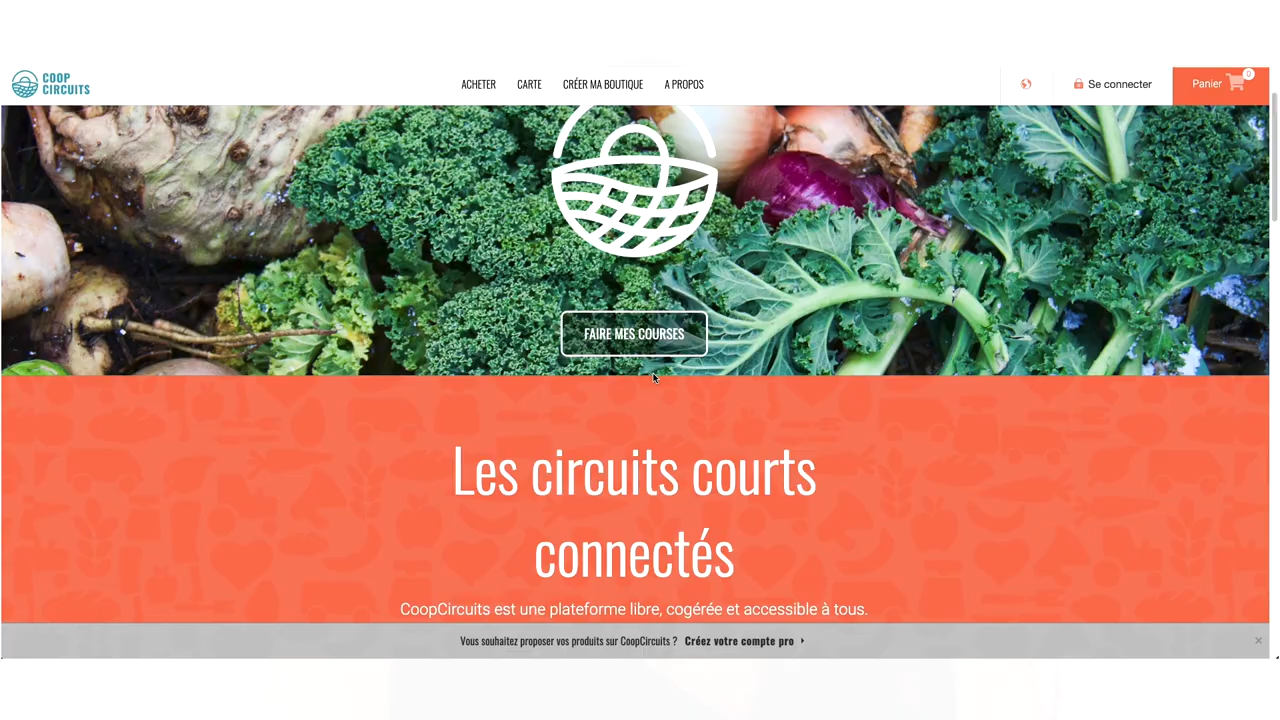 COOP
CIRCUITS
ACHETER
CARTE
CRÉER MA BOUTIQUE
A PROPOS
Se connecter
Panier
0
FAIRE MES COURSES
Les circuits courts
connectés
CoopCircuits est une plateforme libre, cogérée et accessible à tous.
Vous souhaitez proposer vos produits sur CoopCircuits ? Créez votre compte pro